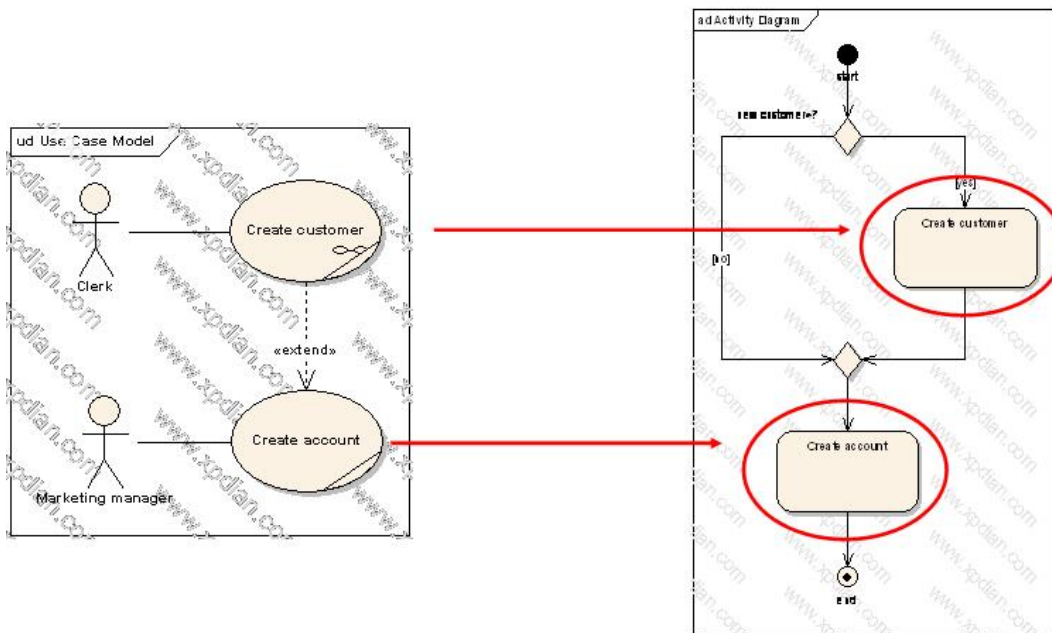 ud Use Case Model
Create customer
Clerk
«extend»
Create account
Marketing manager
ad Activity Diagram
start
new customer?
[yes]
Create customer
[no]
Create account
end
www.xpdian.com